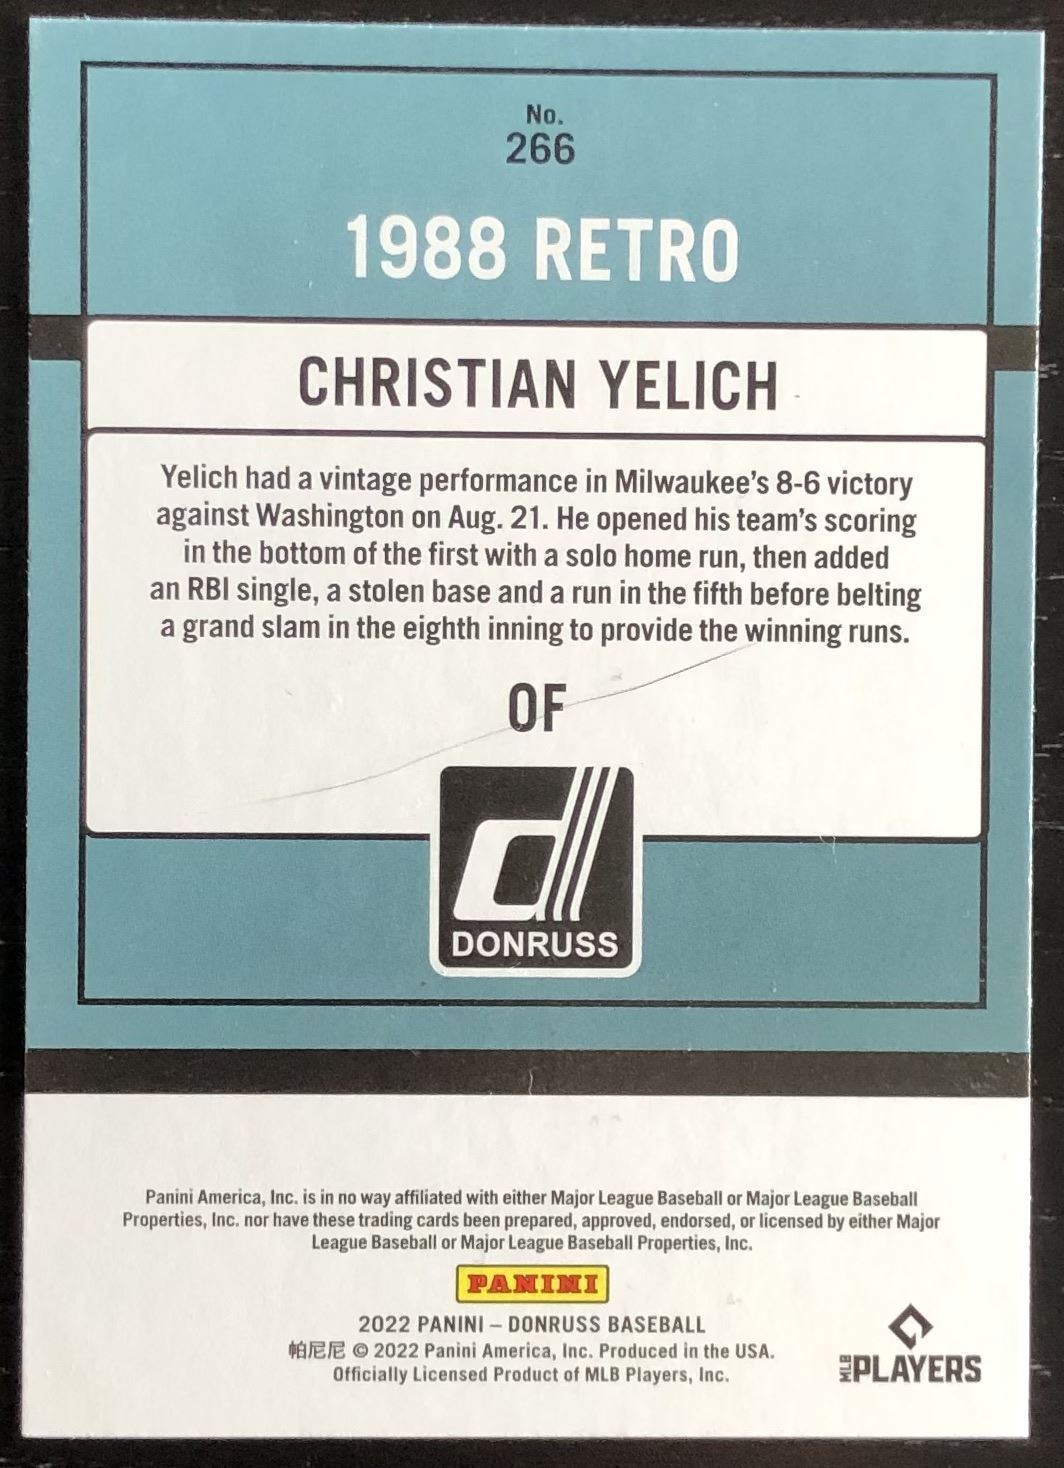 No.
266
1988 RETRO
CHRISTIAN YELICH
Yelich had a vintage performance in Milwaukee's 8-6 victory
against Washington on Aug. 21. He opened his team's scoring
in the bottom of the first with a solo home run, then added
an RBI single, a stolen base and a run in the fifth before belting
a grand slam in the eighth inning to provide the winning runs.
OF
d
DONRUSS
Panini America, Inc. is in no way affiliated with either Major League Baseball or Major League Baseball
Properties, Inc. nor have these trading cards been prepared, approved, endorsed, or licensed by either Major
League Baseball or Major League Baseball Properties, Inc.
PANINI
2022 PANINI – DONRUSS BASEBALL
帕尼尼 © 2022 Panini America, Inc. Produced in the USA.
Officially Licensed Product of MLB Players, Inc.
MLB PLAYERS